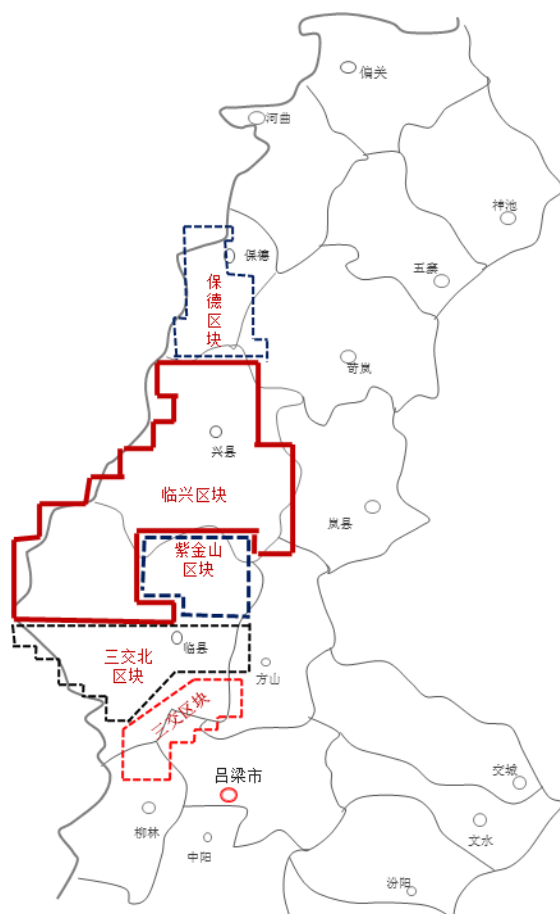 偏关
河曲
神池
保德
五寨
保
德
区
块
岢岚
兴县
临兴区块
岚县
紫金山
区块
临县
三交北
区块
方山
三交区块
吕梁市
交城
柳林
文水
中阳
汾阳